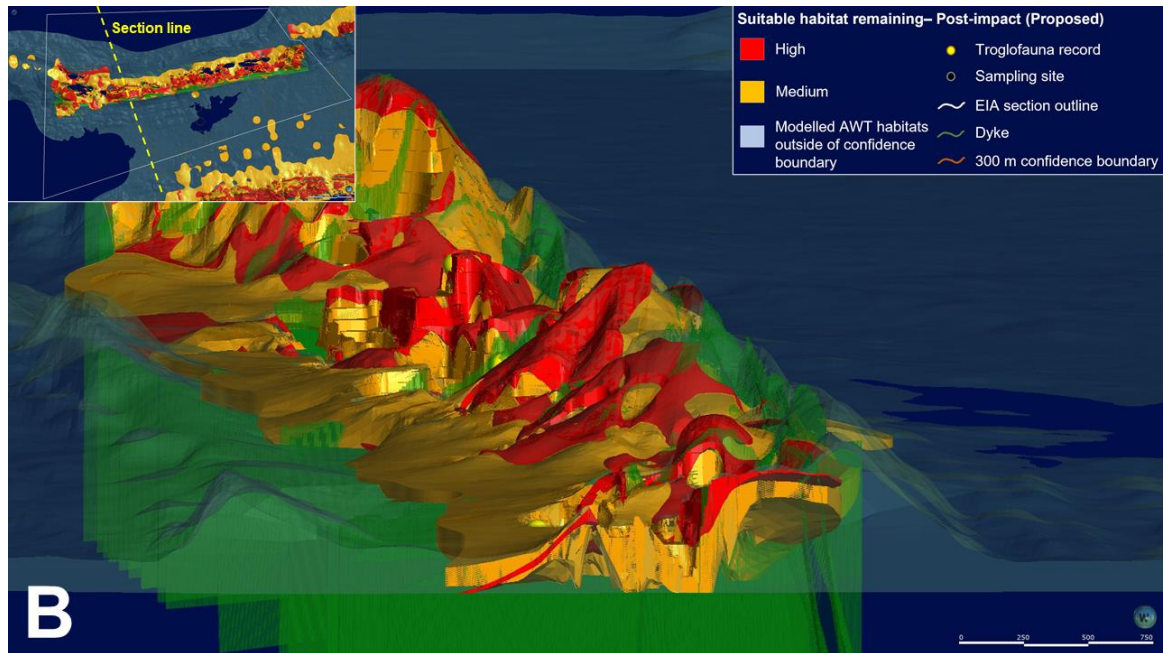 Section line
Suitable habitat remaining– Post-impact (Proposed)
High
Medium
Modelled AWT habitats
outside of confidence
boundary
Troglofauna record
Sampling site
EIA section outline
Dyke
300 m confidence boundary
B
0 250 500 750